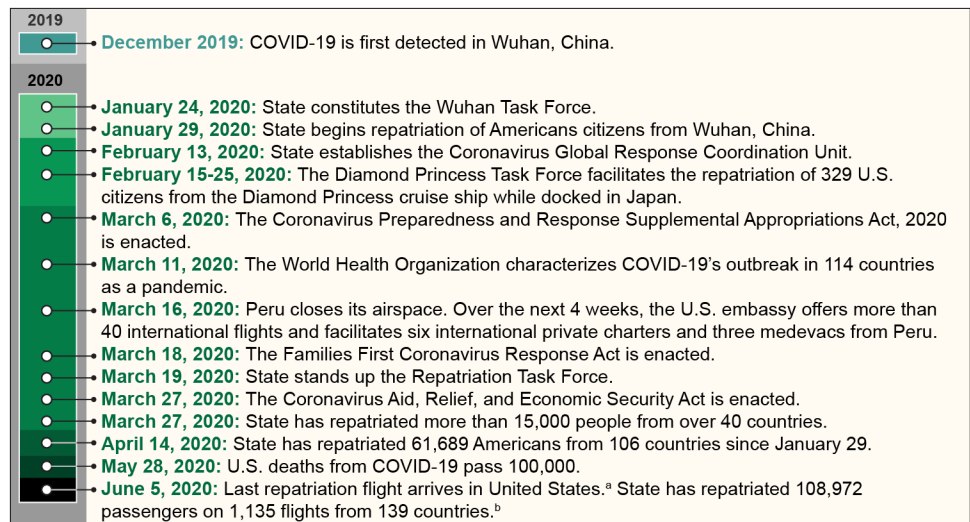 2019
December 2019: COVID-19 is first detected in Wuhan, China.
2020
January 24, 2020: State constitutes the Wuhan Task Force.
January 29, 2020: State begins repatriation of Americans citizens from Wuhan, China.
February 13, 2020: State establishes the Coronavirus Global Response Coordination Unit.
February 15-25, 2020: The Diamond Princess Task Force facilitates the repatriation of 329 U.S.
citizens from the Diamond Princess cruise ship while docked in Japan.
March 6, 2020: The Coronavirus Preparedness and Response Supplemental Appropriations Act, 2020
is enacted.
March 11, 2020: The World Health Organization characterizes COVID-19's outbreak in 114 countries
as a pandemic.
March 16, 2020: Peru closes its airspace. Over the next 4 weeks, the U.S. embassy offers more than
40 international flights and facilitates six international private charters and three medevacs from Peru.
March 18, 2020: The Families First Coronavirus Response Act is enacted.
March 19, 2020: State stands up the Repatriation Task Force.
March 27, 2020: The Coronavirus Aid, Relief, and Economic Security Act is enacted.
March 27, 2020: State has repatriated more than 15,000 people from over 40 countries.
April 14, 2020: State has repatriated 61,689 Americans from 106 countries since January 29.
May 28, 2020: U.S. deaths from COVID-19 pass 100,000.
June 5, 2020: Last repatriation flight arrives in United States.ᵃ State has repatriated 108,972
passengers on 1,135 flights from 139 countries.ᵇ